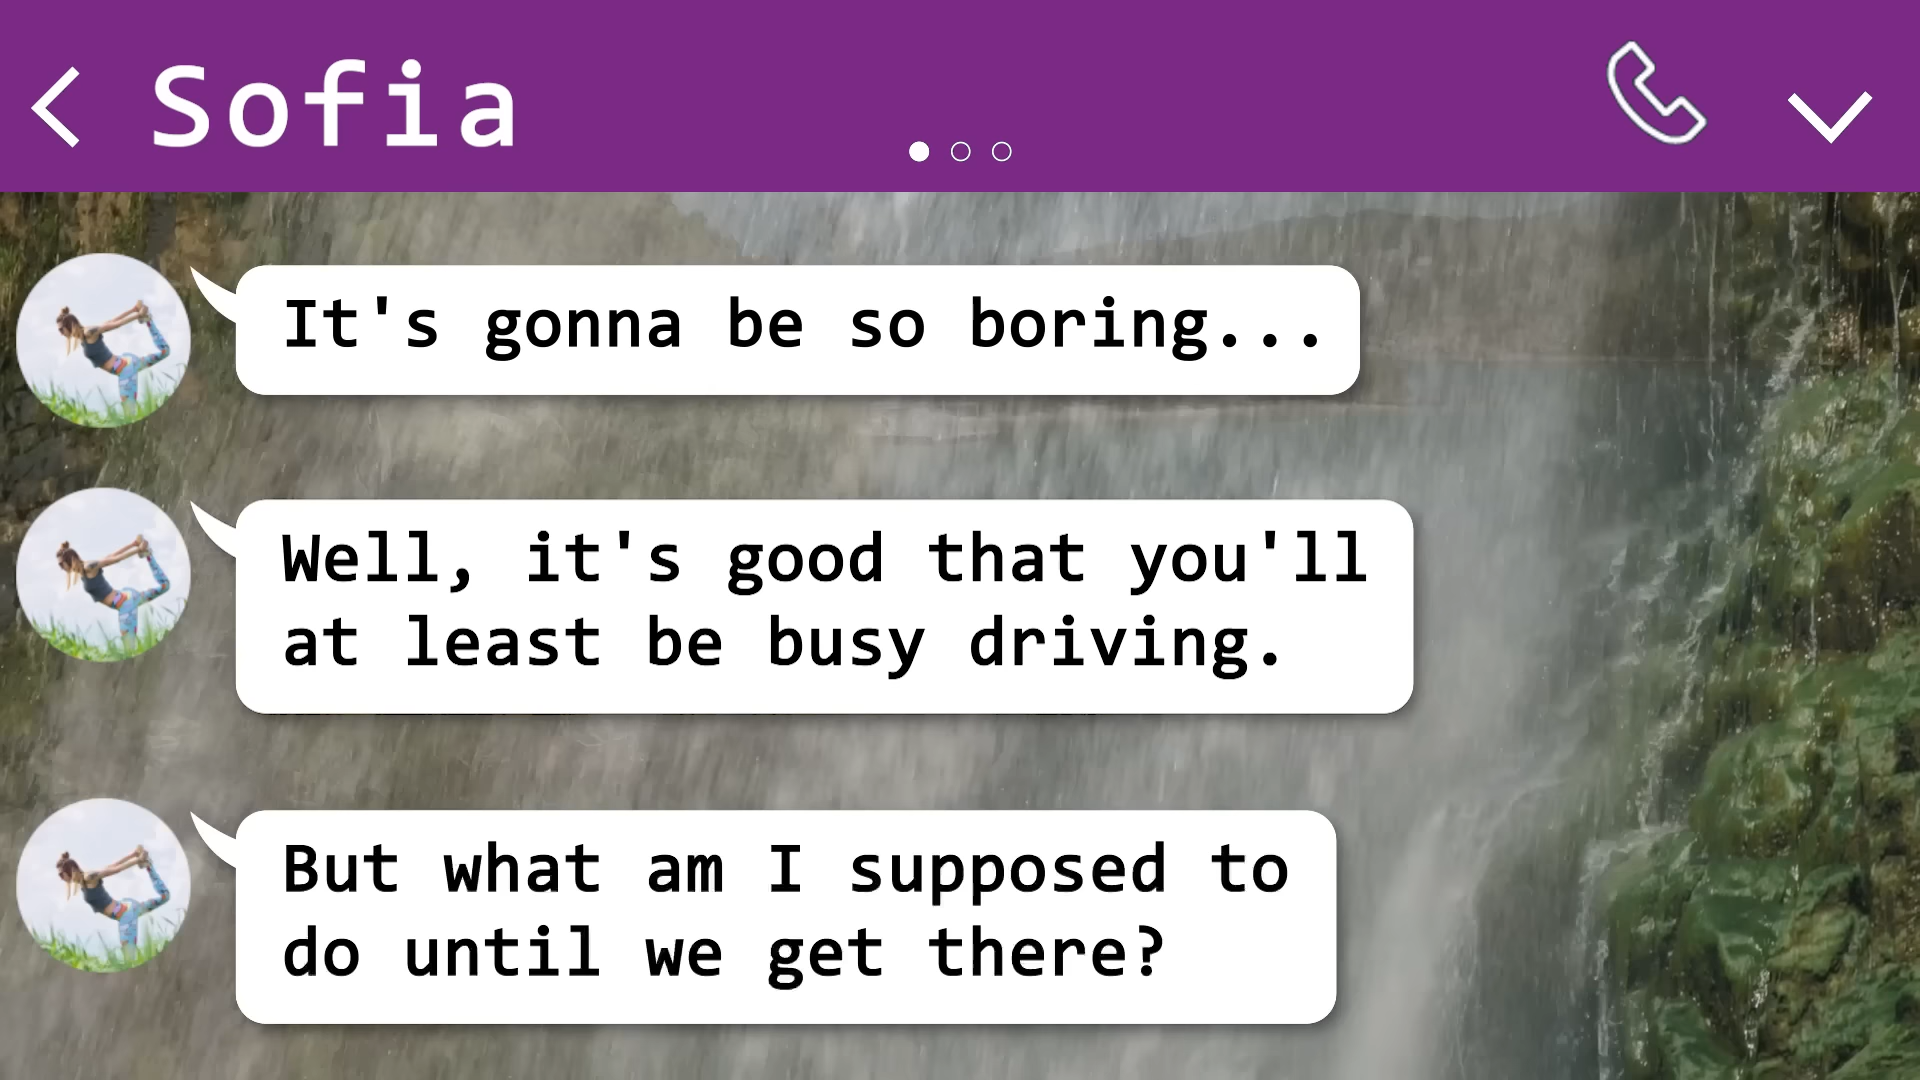 Sofia
It's gonna be so boring...
Well, it's good that you'll
at least be busy driving.
But what am I supposed to
do until we get there?